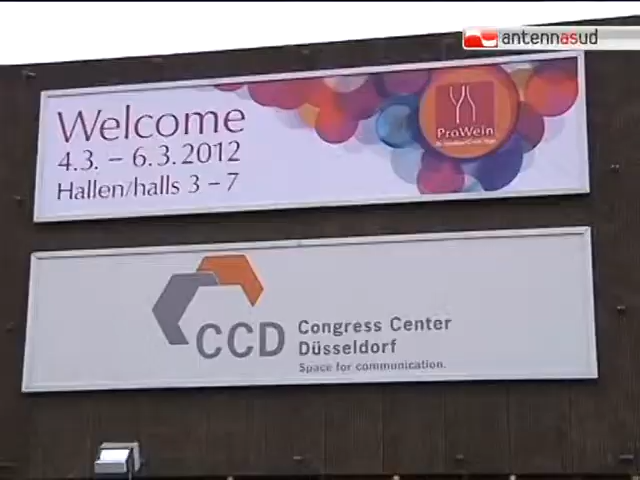 antennasud
Welcome
4.3. – 6.3.2012
Hallen/halls 3 – 7
ProWein
CCD
Congress Center
Düsseldorf
Space for communication.